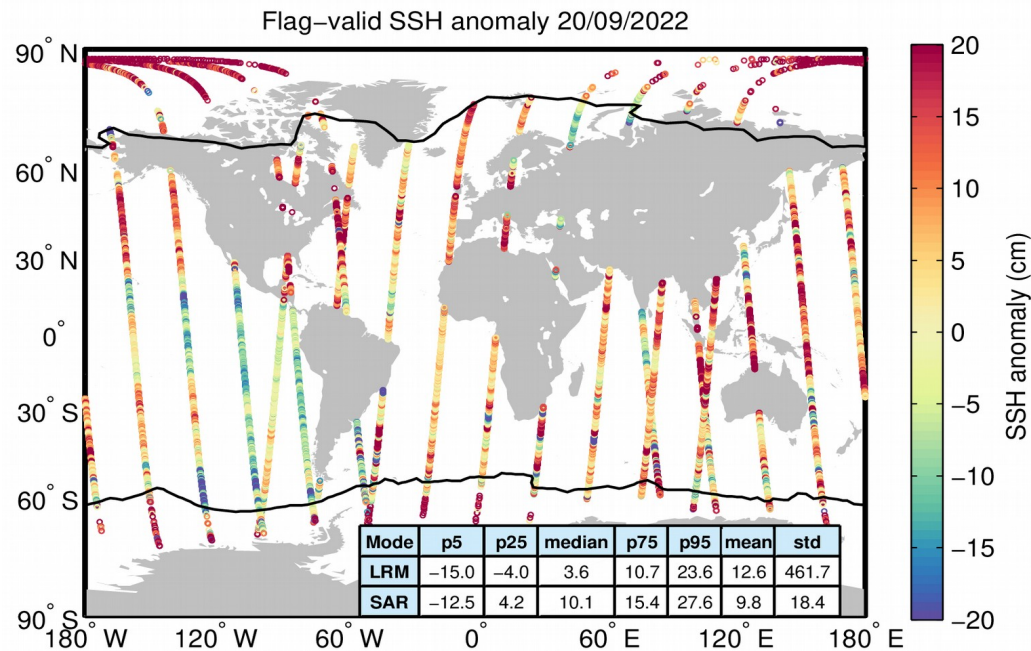 Flag−valid SSH anomaly 20/09/2022
90° N
60° N
30° N
0°
30° S
60° S
90° S
180° W
120° W
60° W
0°
60° E
120° E
180° E
Mode p5 p25 median p75 p95 mean std
LRM −15.0 −4.0 3.6 10.7 23.6 12.6 461.7
SAR −12.5 4.2 10.1 15.4 27.6 9.8 18.4
20
15
10
5
0
−5
−10
−15
−20
SSH anomaly (cm)